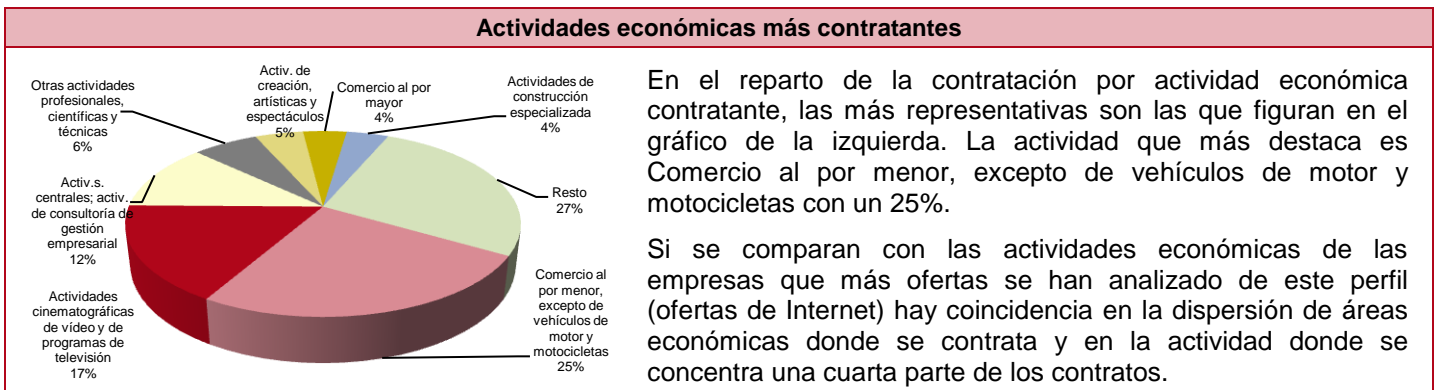 Actividades económicas más contratantes
Otras actividades
profesionales,
científicas y
técnicas
6%
Activ. de
creación,
artísticas y
espectáculos
5%
Comercio al por
mayor
4%
Actividades de
construcción
especializada
4%
Resto
27%
Comercio al
por menor,
excepto de
vehículos de
motor y
motocicletas
25%
Actividades
cinematográficas
de vídeo y de
programas de
televisión
17%
Activ.s.
centrales; activ.
de consultoría de
gestión
empresarial
12%
En el reparto de la contratación por actividad económica
contratante, las más representativas son las que figuran en el
gráfico de la izquierda. La actividad que más destaca es
Comercio al por menor, excepto de vehículos de motor y
motocicletas con un 25%.
Si se comparan con las actividades económicas de las
empresas que más ofertas se han analizado de este perfil
(ofertas de Internet) hay coincidencia en la dispersión de áreas
económicas donde se contrata y en la actividad donde se
concentra una cuarta parte de los contratos.